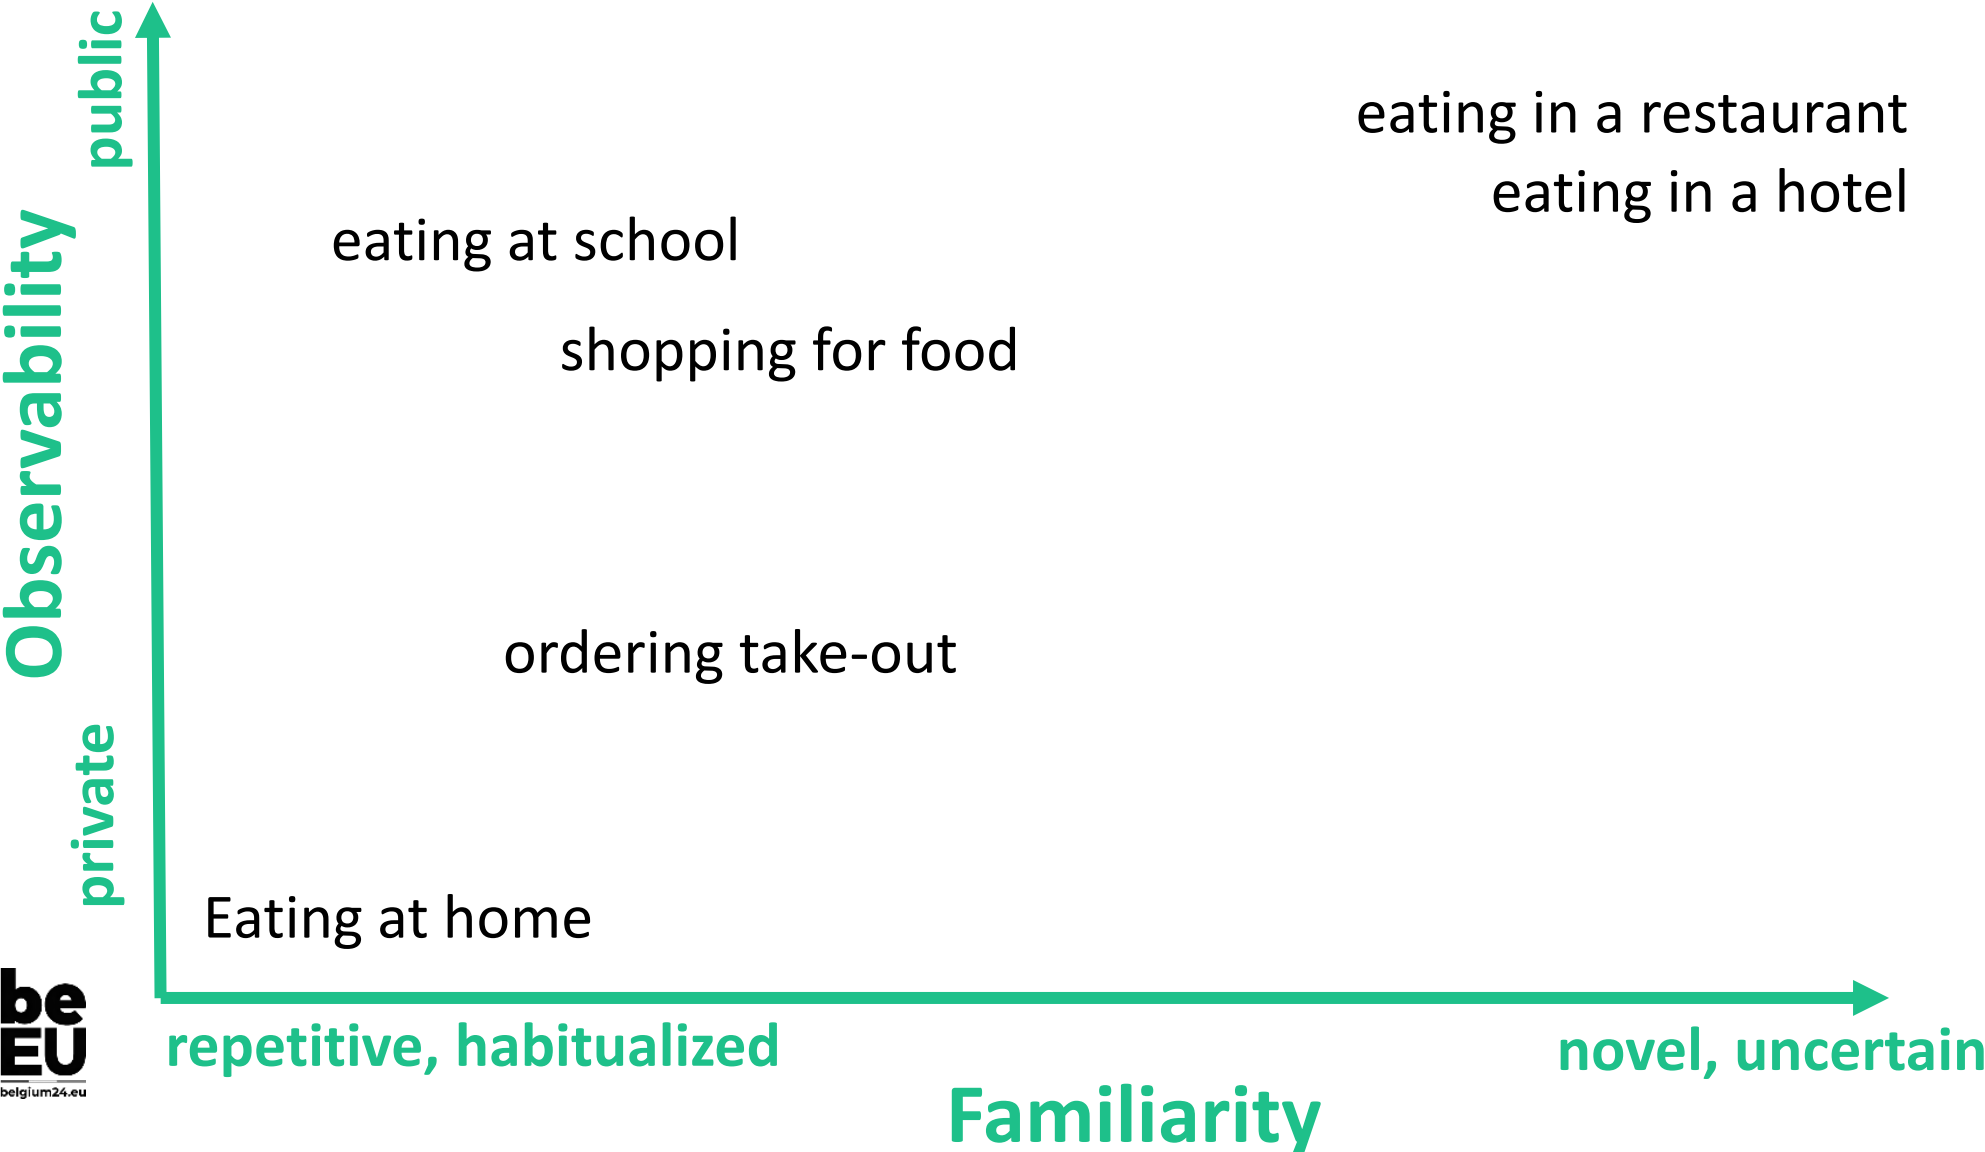 public
eating in a restaurant
eating in a hotel
eating at school
Observability
shopping for food
ordering take-out
private
Eating at home
be
EU
belgium24.eu
repetitive, habitualized
novel, uncertain
Familiarity